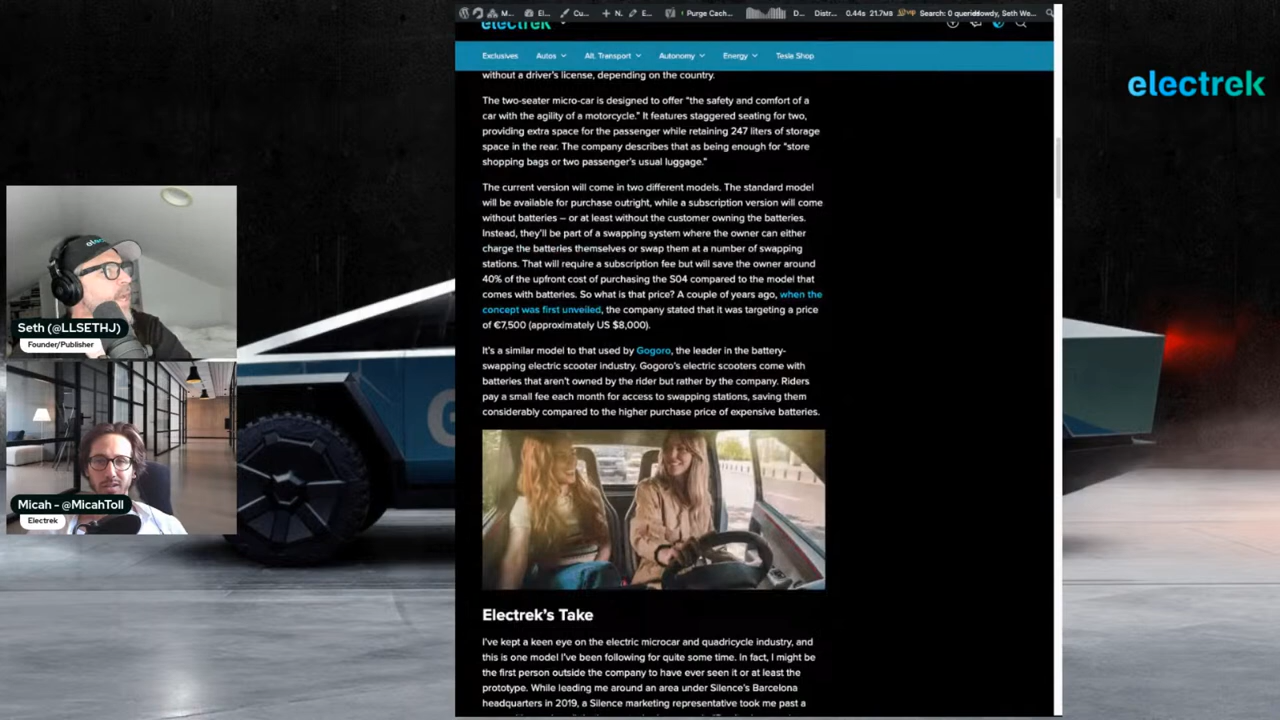 M...
El...
Cu...
N.
E...
Purge Cach...
D...
Distr...
0.44s
21.7MB
Search: 0 queries
Howdy, Seth We...
electrek
Exclusives
Autos
Alt. Transport
Autonomy
Energy
Tesla Shop
without a driver's license, depending on the country.
The two-seater micro-car is designed to offer “the safety and comfort of a
car with the agility of a motorcycle.” It features staggered seating for two,
providing extra space for the passenger while retaining 247 liters of storage
space in the rear. The company describes that as being enough for “store
shopping bags or two passenger's usual luggage.”
The current version will come in two different models. The standard model
will be available for purchase outright, while a subscription version will come
without batteries – or at least without the customer owning the batteries.
Instead, they'll be part of a swapping system where the owner can either
charge the batteries themselves or swap them at a number of swapping
stations. That will require a subscription fee but will save the owner around
40% of the upfront cost of purchasing the S04 compared to the model that
comes with batteries. So what is that price? A couple of years ago, when the
concept was first unveiled, the company stated that it was targeting a price
of €7,500 (approximately US $8,000).
It's a similar model to that used by Gogoro, the leader in the battery-
swapping electric scooter industry. Gogoro's electric scooters come with
batteries that aren't owned by the rider but rather by the company. Riders
pay a small fee each month for access to swapping stations, saving them
considerably compared to the higher purchase price of expensive batteries.
Electrek's Take
I've kept a keen eye on the electric microcar and quadricycle industry, and
this is one model I've been following for quite some time. In fact, I might be
the first person outside the company to have ever seen it or at least the
prototype. While leading me around an area under Silence's Barcelona
headquarters in 2019, a Silence marketing representative took me past a
electrek
Seth (@LLSETHJ)
Founder/Publisher
Micah - @MicahToll
Electrek